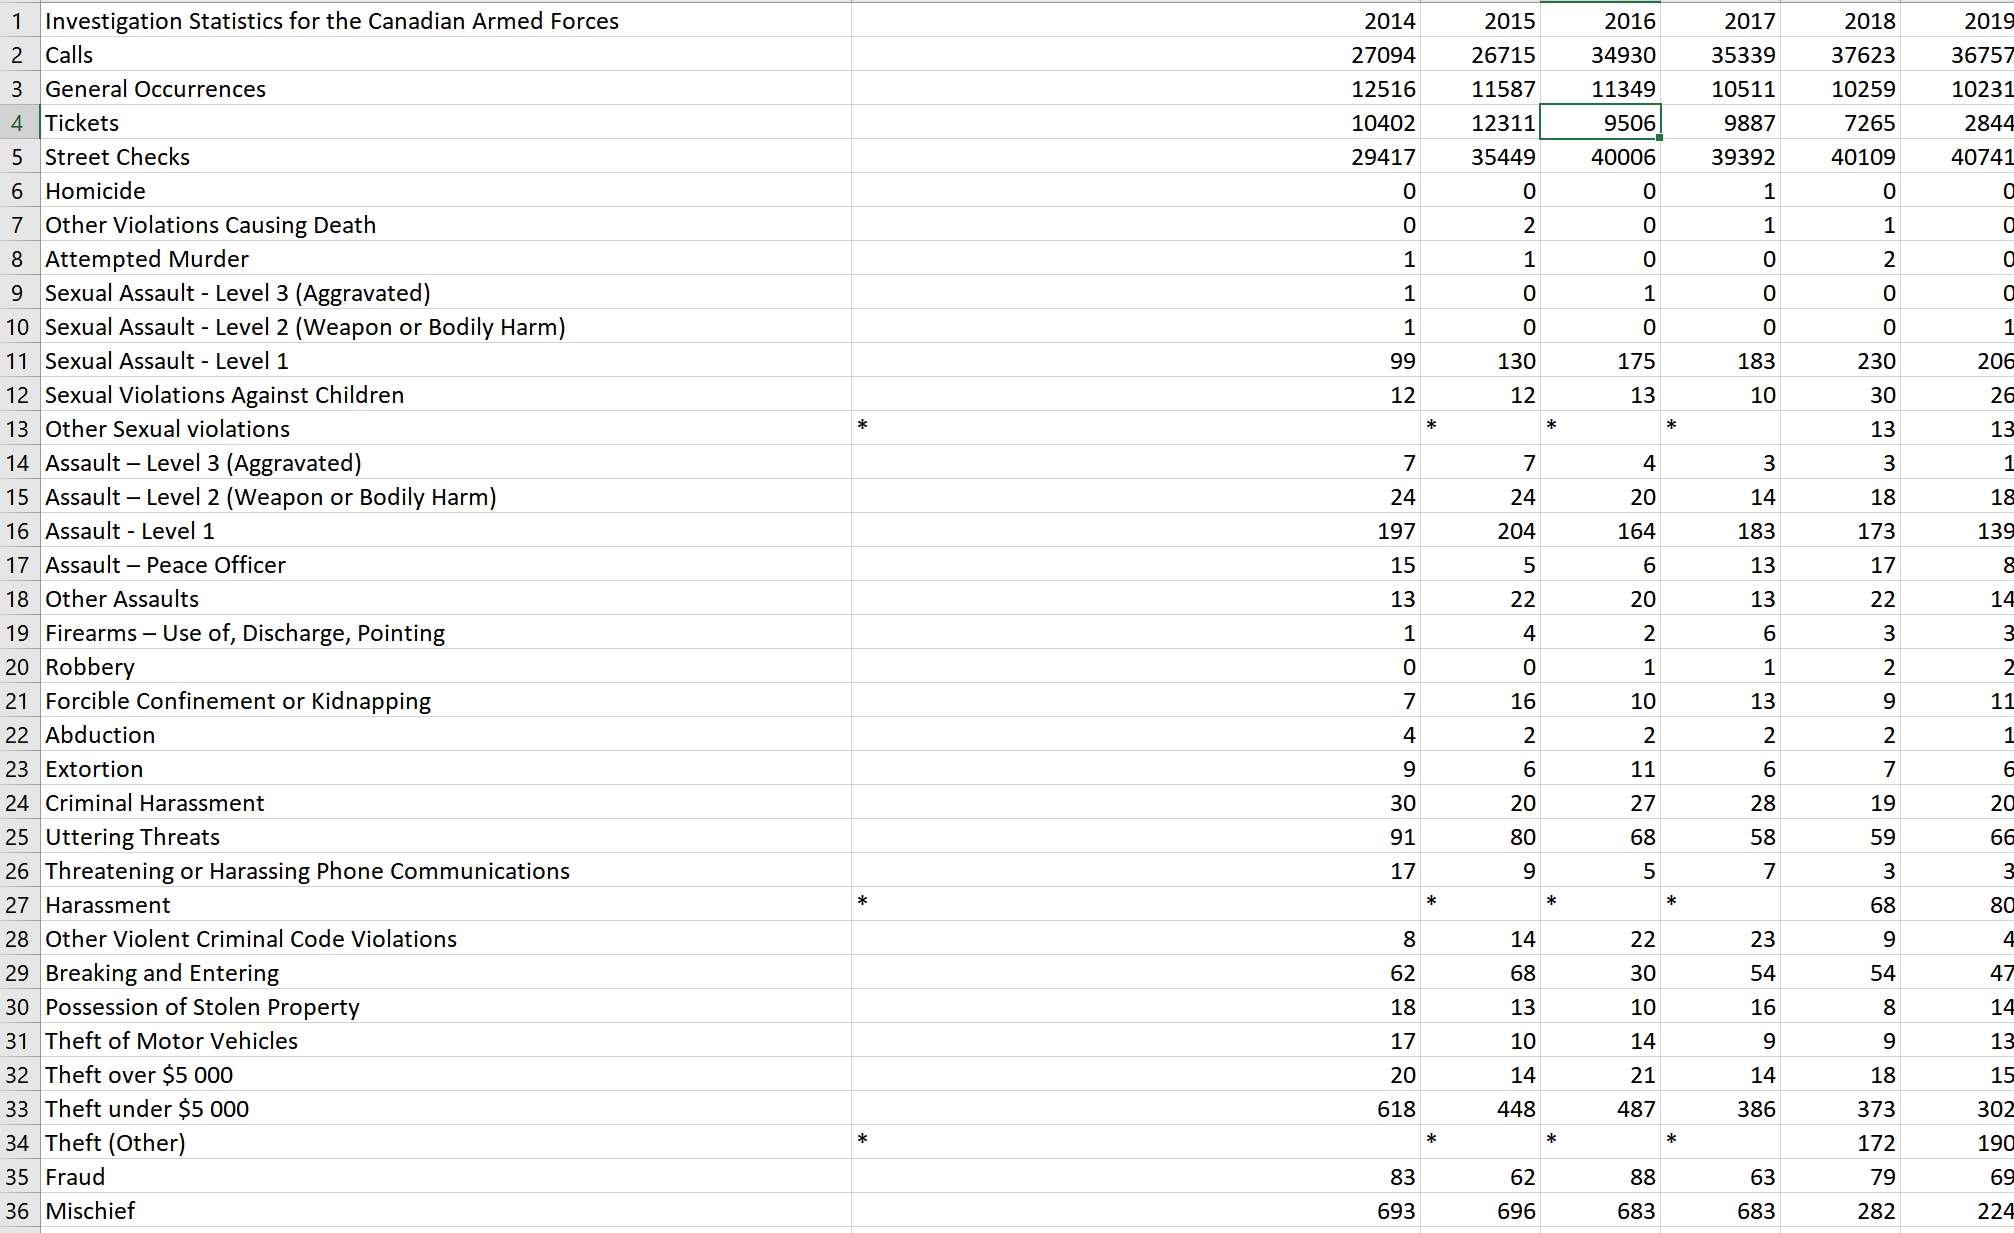 1 Investigation Statistics for the Canadian Armed Forces 2014 2015 2016 2017 2018 2019
2 Calls 27094 26715 34930 35339 37623 36757
3 General Occurrences 12516 11587 11349 10511 10259 10231
4 Tickets 10402 12311 9506 9887 7265 2844
5 Street Checks 29417 35449 40006 39392 40109 40741
6 Homicide 0 0 0 1 0 0
7 Other Violations Causing Death 0 2 0 1 1 0
8 Attempted Murder 1 1 0 0 2 0
9 Sexual Assault - Level 3 (Aggravated) 1 0 1 0 0 0
10 Sexual Assault - Level 2 (Weapon or Bodily Harm) 1 0 0 0 0 1
11 Sexual Assault - Level 1 99 130 175 183 230 206
12 Sexual Violations Against Children 12 12 13 10 30 26
13 Other Sexual violations * * * * 13 13
14 Assault – Level 3 (Aggravated) 7 7 4 3 3 1
15 Assault – Level 2 (Weapon or Bodily Harm) 24 24 20 14 18 18
16 Assault - Level 1 197 204 164 183 173 139
17 Assault – Peace Officer 15 5 6 13 17 8
18 Other Assaults 13 22 20 13 22 14
19 Firearms – Use of, Discharge, Pointing 1 4 2 6 3 3
20 Robbery 0 0 1 1 2 2
21 Forcible Confinement or Kidnapping 7 16 10 13 9 11
22 Abduction 4 2 2 2 2 1
23 Extortion 9 6 11 6 7 6
24 Criminal Harassment 30 20 27 28 19 20
25 Uttering Threats 91 80 68 58 59 66
26 Threatening or Harassing Phone Communications 17 9 5 7 3 3
27 Harassment * * * * 68 80
28 Other Violent Criminal Code Violations 8 14 22 23 9 4
29 Breaking and Entering 62 68 30 54 54 47
30 Possession of Stolen Property 18 13 10 16 8 14
31 Theft of Motor Vehicles 17 10 14 9 9 13
32 Theft over $5 000 20 14 21 14 18 15
33 Theft under $5 000 618 448 487 386 373 302
34 Theft (Other) * * * * 172 190
35 Fraud 83 62 88 63 79 69
36 Mischief 693 696 683 683 282 224